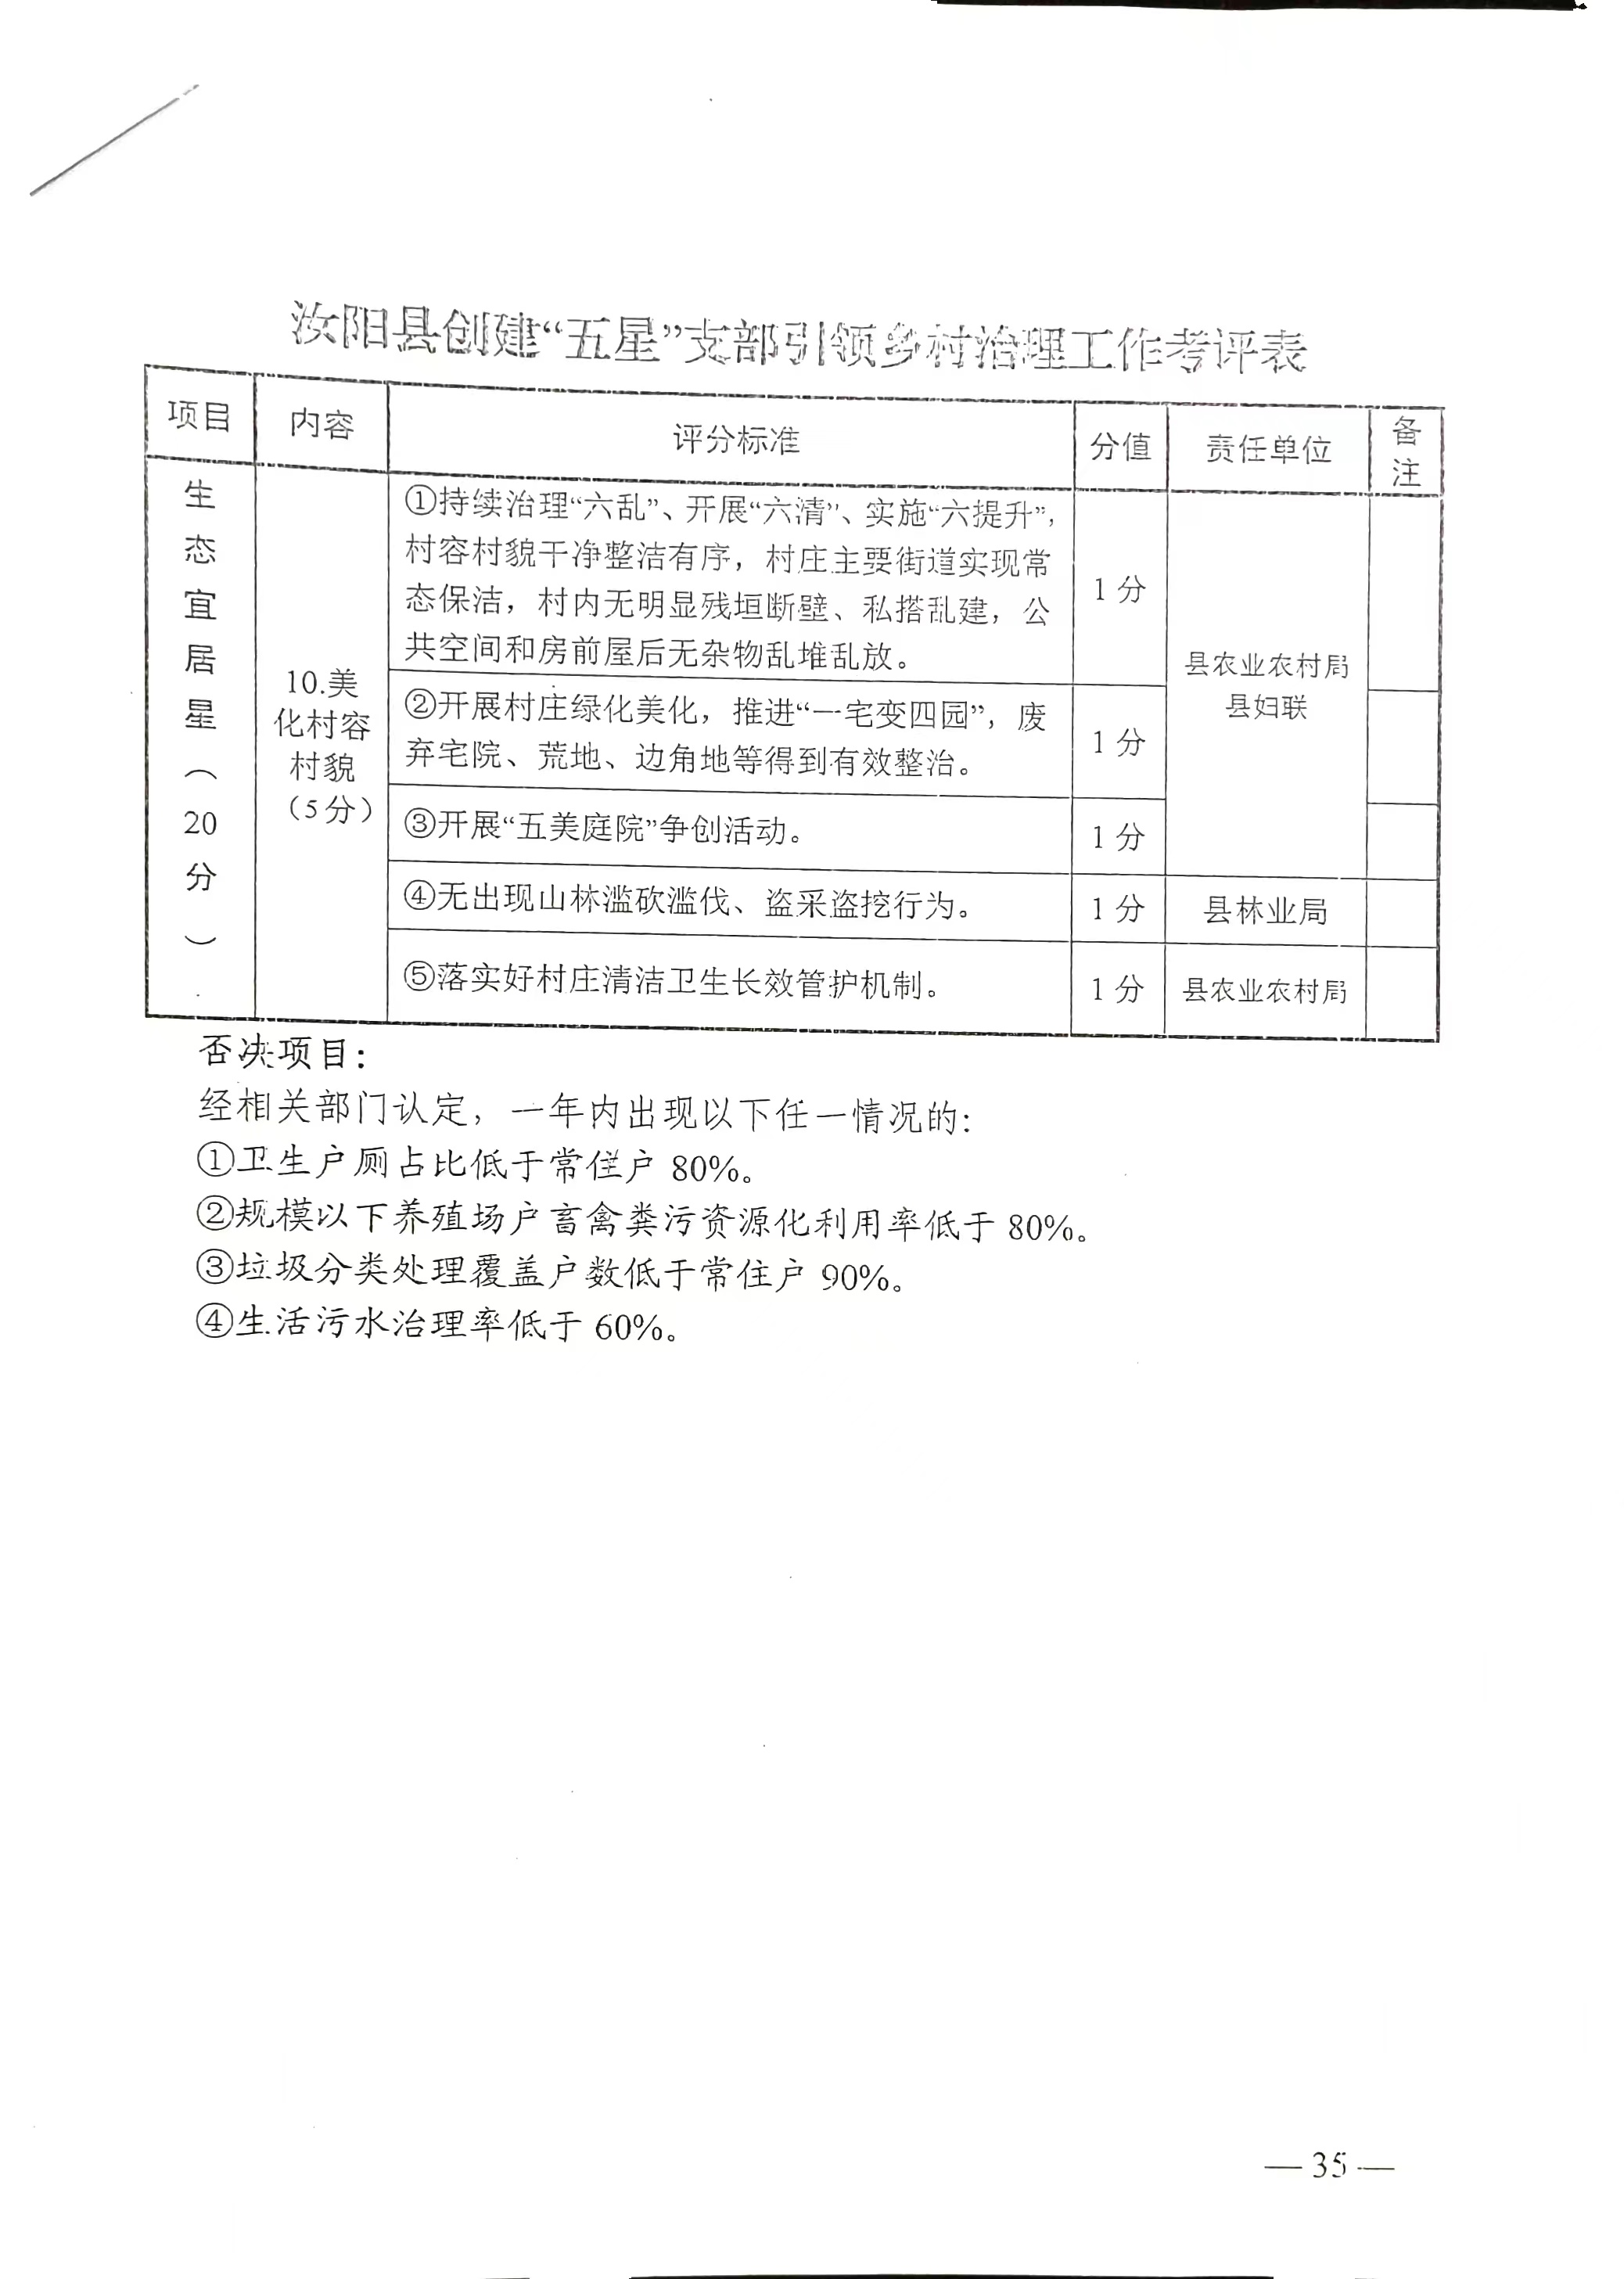 汝阳县创建“五星”支部引领乡村治理工作考评表
项目
内容
评分标准
分值
责任单位
备
注
生
态
宜
居
星
（
20
分
）
10.美
化村容
村貌
（5分）
①持续治理“六乱”、开展“六清”、实施“六提升”，
村容村貌干净整洁有序，村庄主要街道实现常
态保洁，村内无明显残垣断壁、私搭乱建，公
共空间和房前屋后无杂物乱堆乱放。
1分
县农业农村局
县妇联
②开展村庄绿化美化，推进“一宅变四园”，废
弃宅院、荒地、边角地等得到有效整治。
1分
③开展“五美庭院”争创活动。
1分
④无出现山林滥砍滥伐、盗采盗挖行为。
1分
县林业局
⑤落实好村庄清洁卫生长效管护机制。
1分
县农业农村局
否决项目：
经相关部门认定，一年内出现以下任一情况的：
①卫生户厕占比低于常住户 80%。
②规模以下养殖场户畜禽粪污资源化利用率低于 80%。
③垃圾分类处理覆盖户数低于常住户 90%。
④生活污水治理率低于 60%。
— 35 —